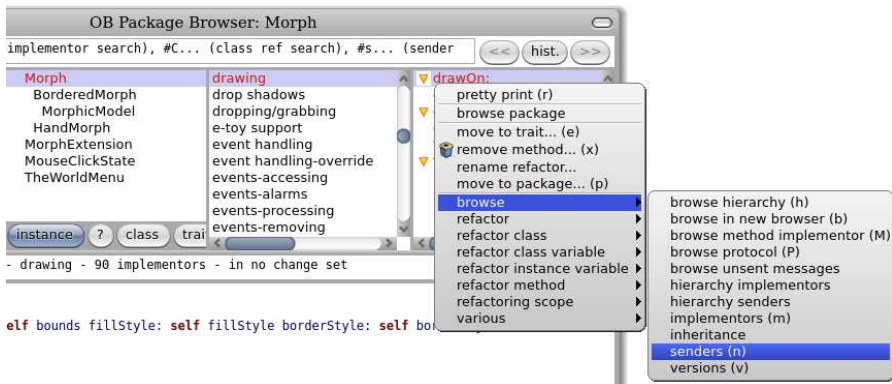 OB Package Browser: Morph
implementor search), #C... (class ref search), #s... (sender
<< hist. >>
Morph
BorderedMorph
MorphicModel
HandMorph
MorphExtension
MouseClickState
TheWorldMenu
instance ? class trai
drawing
drop shadows
dropping/grabbing
e-toy support
event handling
event handling-override
events-accessing
events-alarms
events-processing
events-removing
drawOn:
pretty print (r)
browse package
move to trait... (e)
remove method... (x)
rename refactor...
move to package... (p)
browse
refactor
refactor class
refactor class variable
refactor instance variable
refactor method
refactoring scope
various
browse hierarchy (h)
browse in new browser (b)
browse method implementor (M)
browse protocol (P)
browse unsent messages
hierarchy implementors
hierarchy senders
implementors (m)
inheritance
senders (n)
versions (v)
- drawing - 90 implementors - in no change set
elf bounds fillStyle: self fillStyle borderStyle: self bor